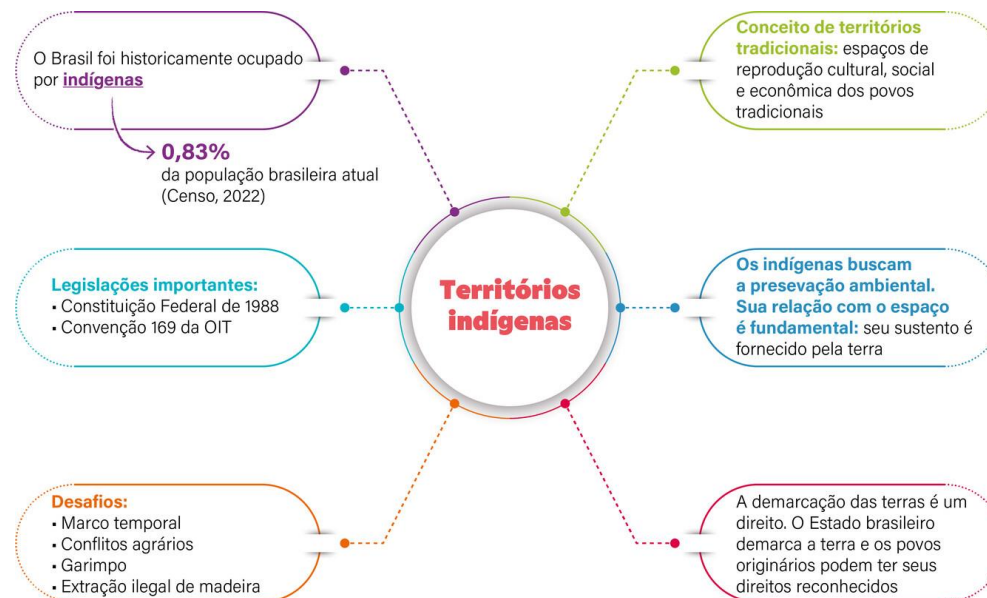 O Brasil foi historicamente ocupado
por indígenas
0,83%
da população brasileira atual
(Censo, 2022)
Conceito de territórios
tradicionais: espaços de
reprodução cultural, social
e econômica dos povos
tradicionais
Legislações importantes:
▪ Constituição Federal de 1988
▪ Convenção 169 da OIT
Territórios
indígenas
Os indígenas buscam
a presevação ambiental.
Sua relação com o espaço
é fundamental: seu sustento é
fornecido pela terra
Desafios:
▪ Marco temporal
▪ Conflitos agrários
▪ Garimpo
▪ Extração ilegal de madeira
A demarcação das terras é um
direito. O Estado brasileiro
demarca a terra e os povos
originários podem ter seus
direitos reconhecidos